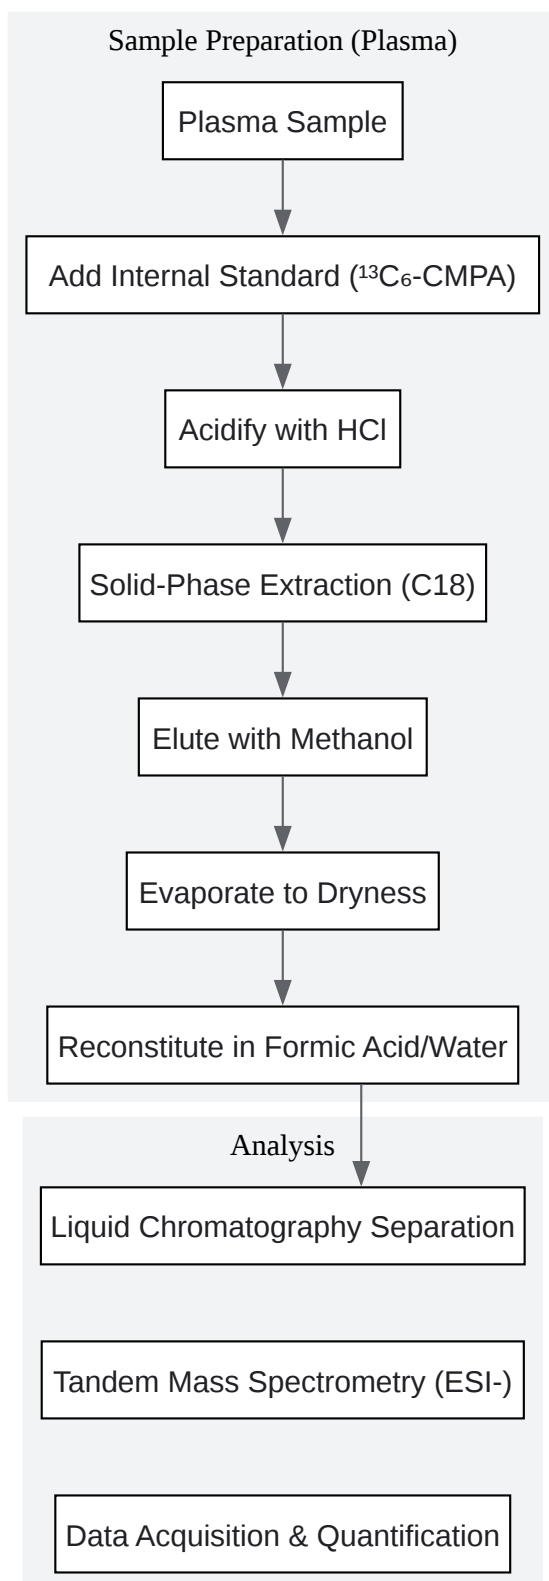 Sample Preparation (Plasma)
Plasma Sample
Add Internal Standard (¹³C₆-CMPA)
Acidify with HCl
Solid-Phase Extraction (C18)
Elute with Methanol
Evaporate to Dryness
Reconstitute in Formic Acid/Water
Analysis
Liquid Chromatography Separation
Tandem Mass Spectrometry (ESI-)
Data Acquisition & Quantification